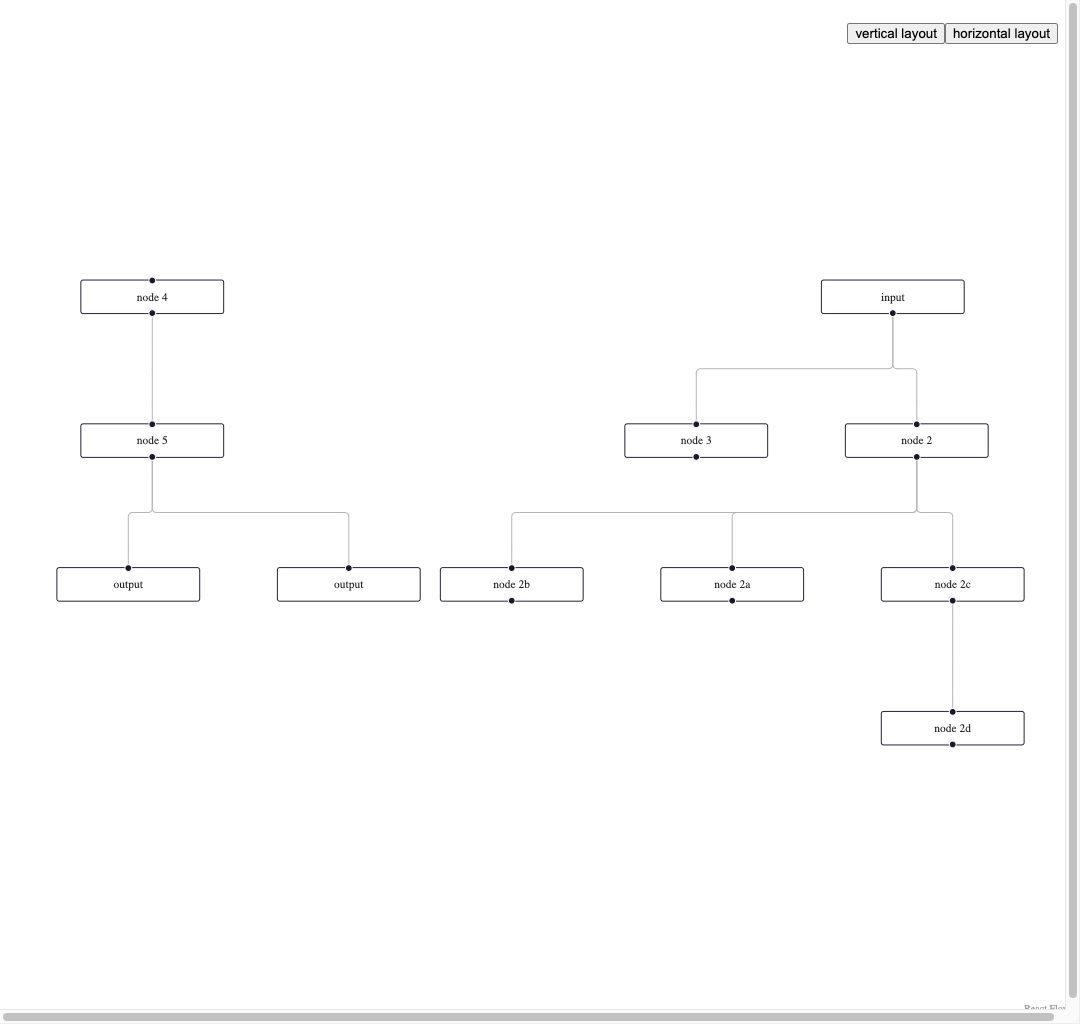 vertical layout
horizontal layout
node 4
input
node 5
node 3
node 2
output
output
node 2b
node 2a
node 2c
node 2d
React